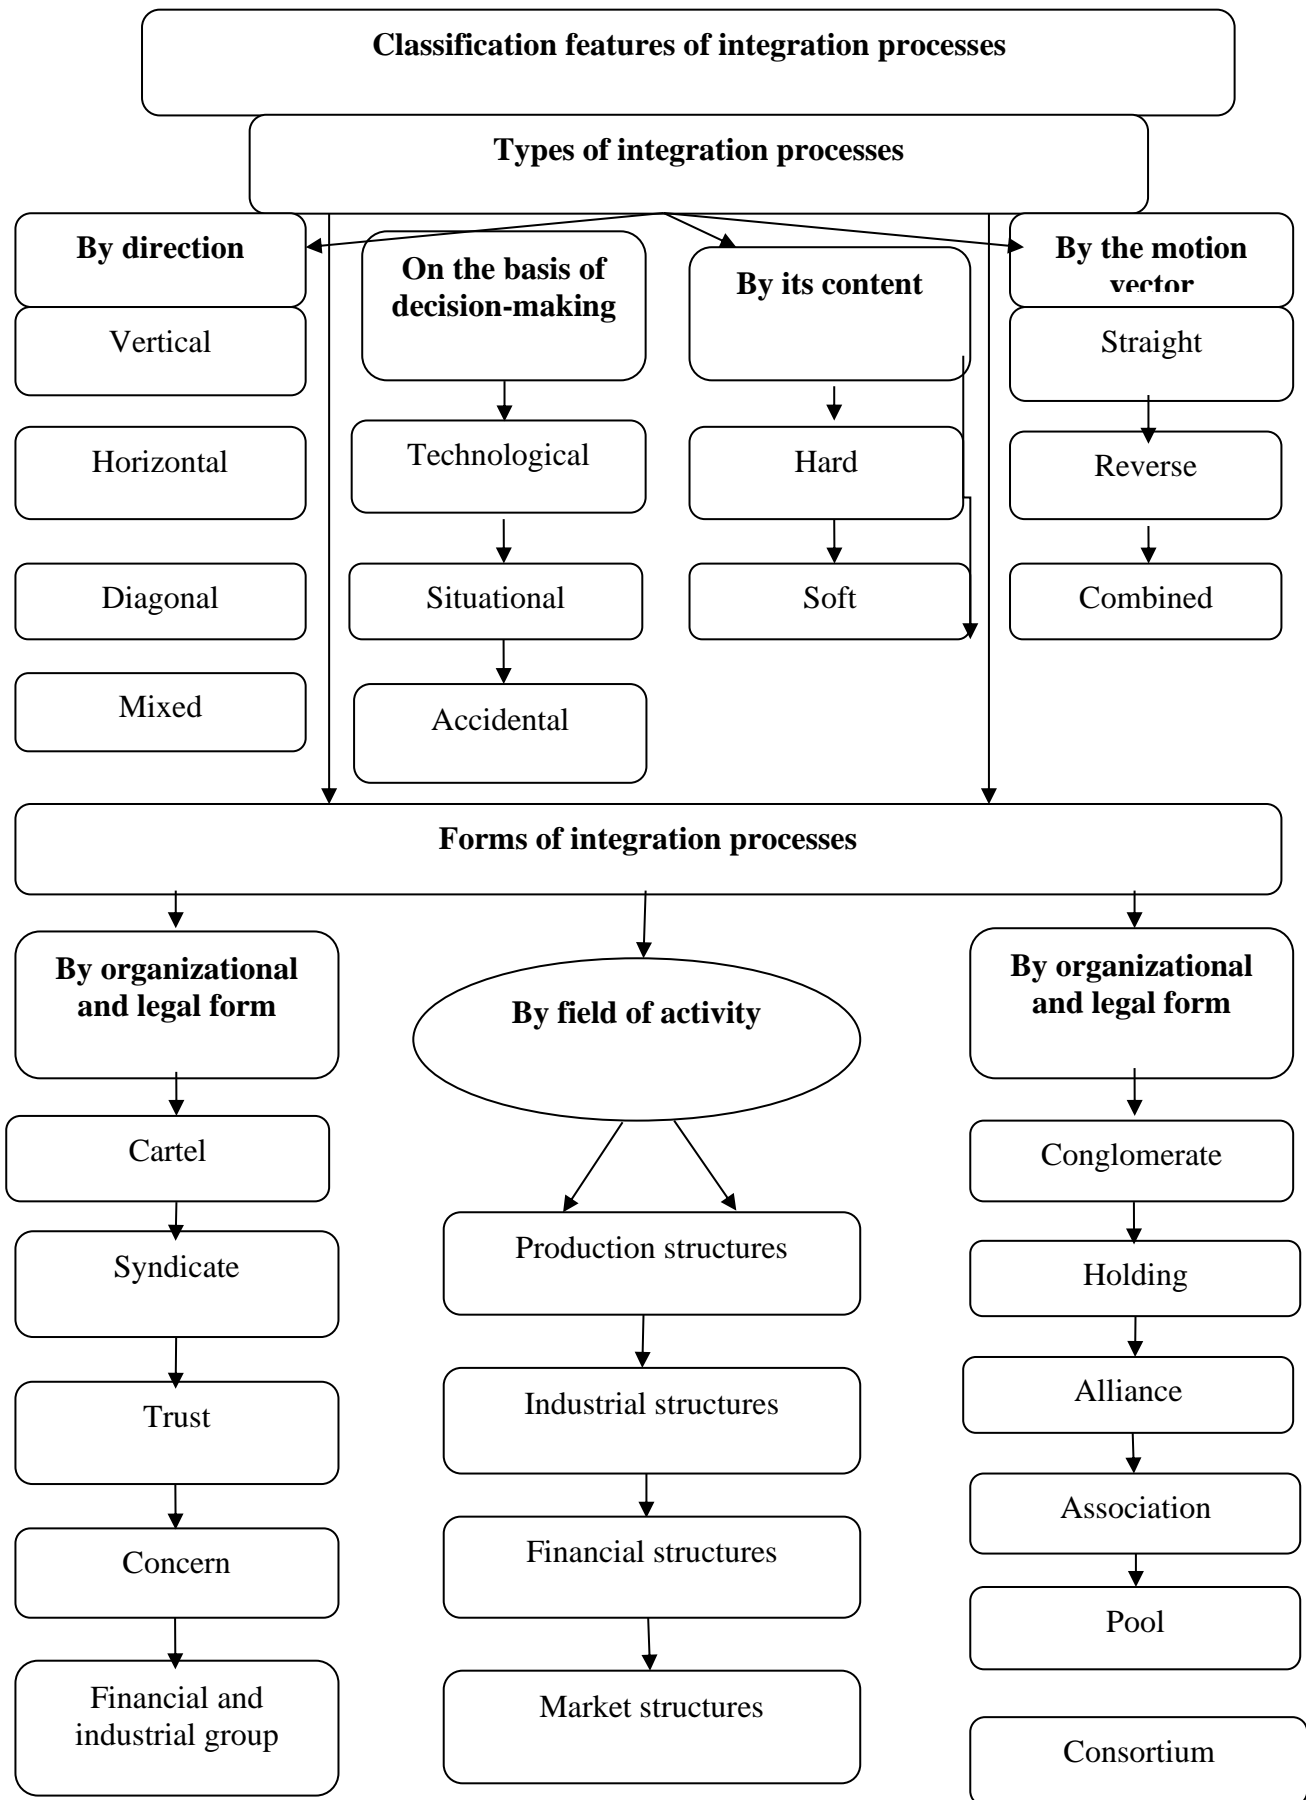 Classification features of integration processes
Types of integration processes
By direction
On the basis of
decision-making
By its content
By the motion
vector
Vertical
Straight
Horizontal
Technological
Hard
Reverse
Diagonal
Situational
Soft
Combined
Mixed
Accidental
Forms of integration processes
By organizational
and legal form
By field of activity
By organizational
and legal form
Cartel
Conglomerate
Syndicate
Production structures
Holding
Trust
Industrial structures
Alliance
Concern
Financial structures
Association
Pool
Financial and
industrial group
Market structures
Consortium